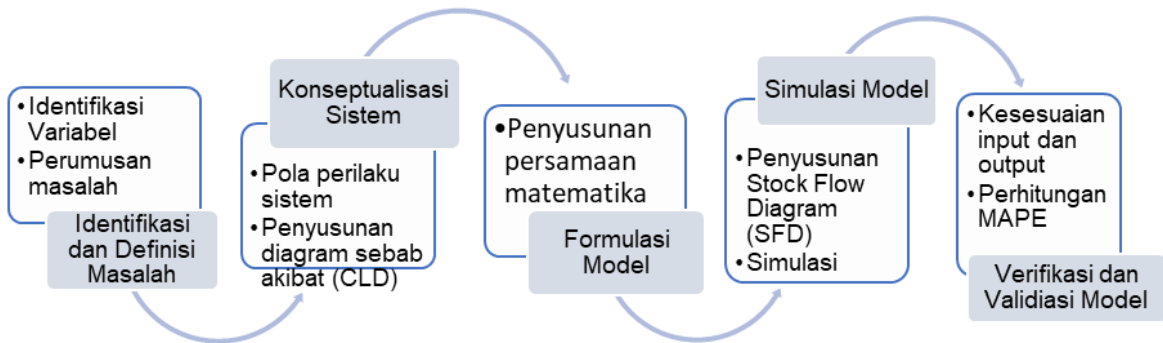 • Identifikasi
Variabel
• Perumusan
masalah
Identifikasi
dan Definisi
Masalah
Konseptualisasi
Sistem
• Pola perilaku
sistem
• Penyusunan
diagram sebab
akibat (CLD)
• Penyusunan
persamaan
matematika
Formulasi
Model
Simulasi Model
• Penyusunan
Stock Flow
Diagram
(SFD)
• Simulasi
• Kesesuaian
input dan
output
• Perhitungan
MAPE
Verifikasi dan
Validiasi Model